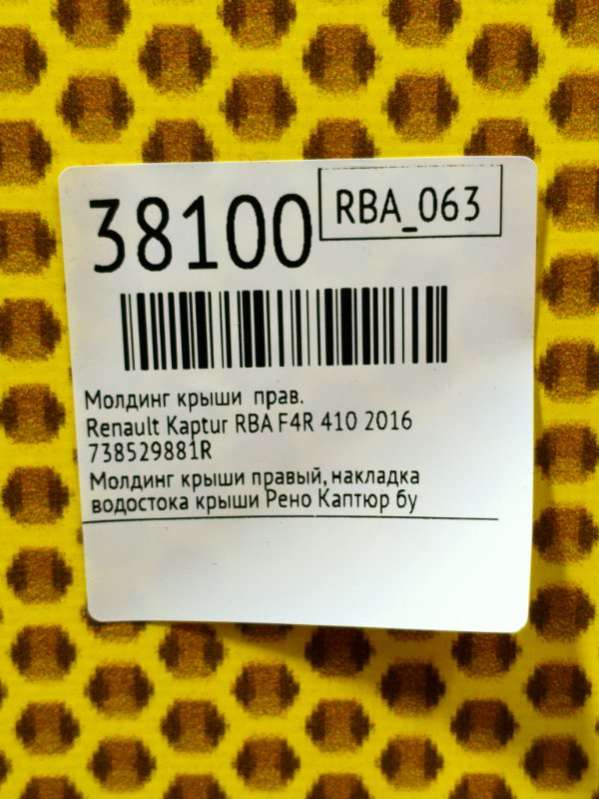 38100
RBA_063
Молдинг крыши прав.
Renault Kaptur RBA F4R 410 2016
738529881R
Молдинг крыши правый, накладка
водостока крыши Рено Каптюр бу